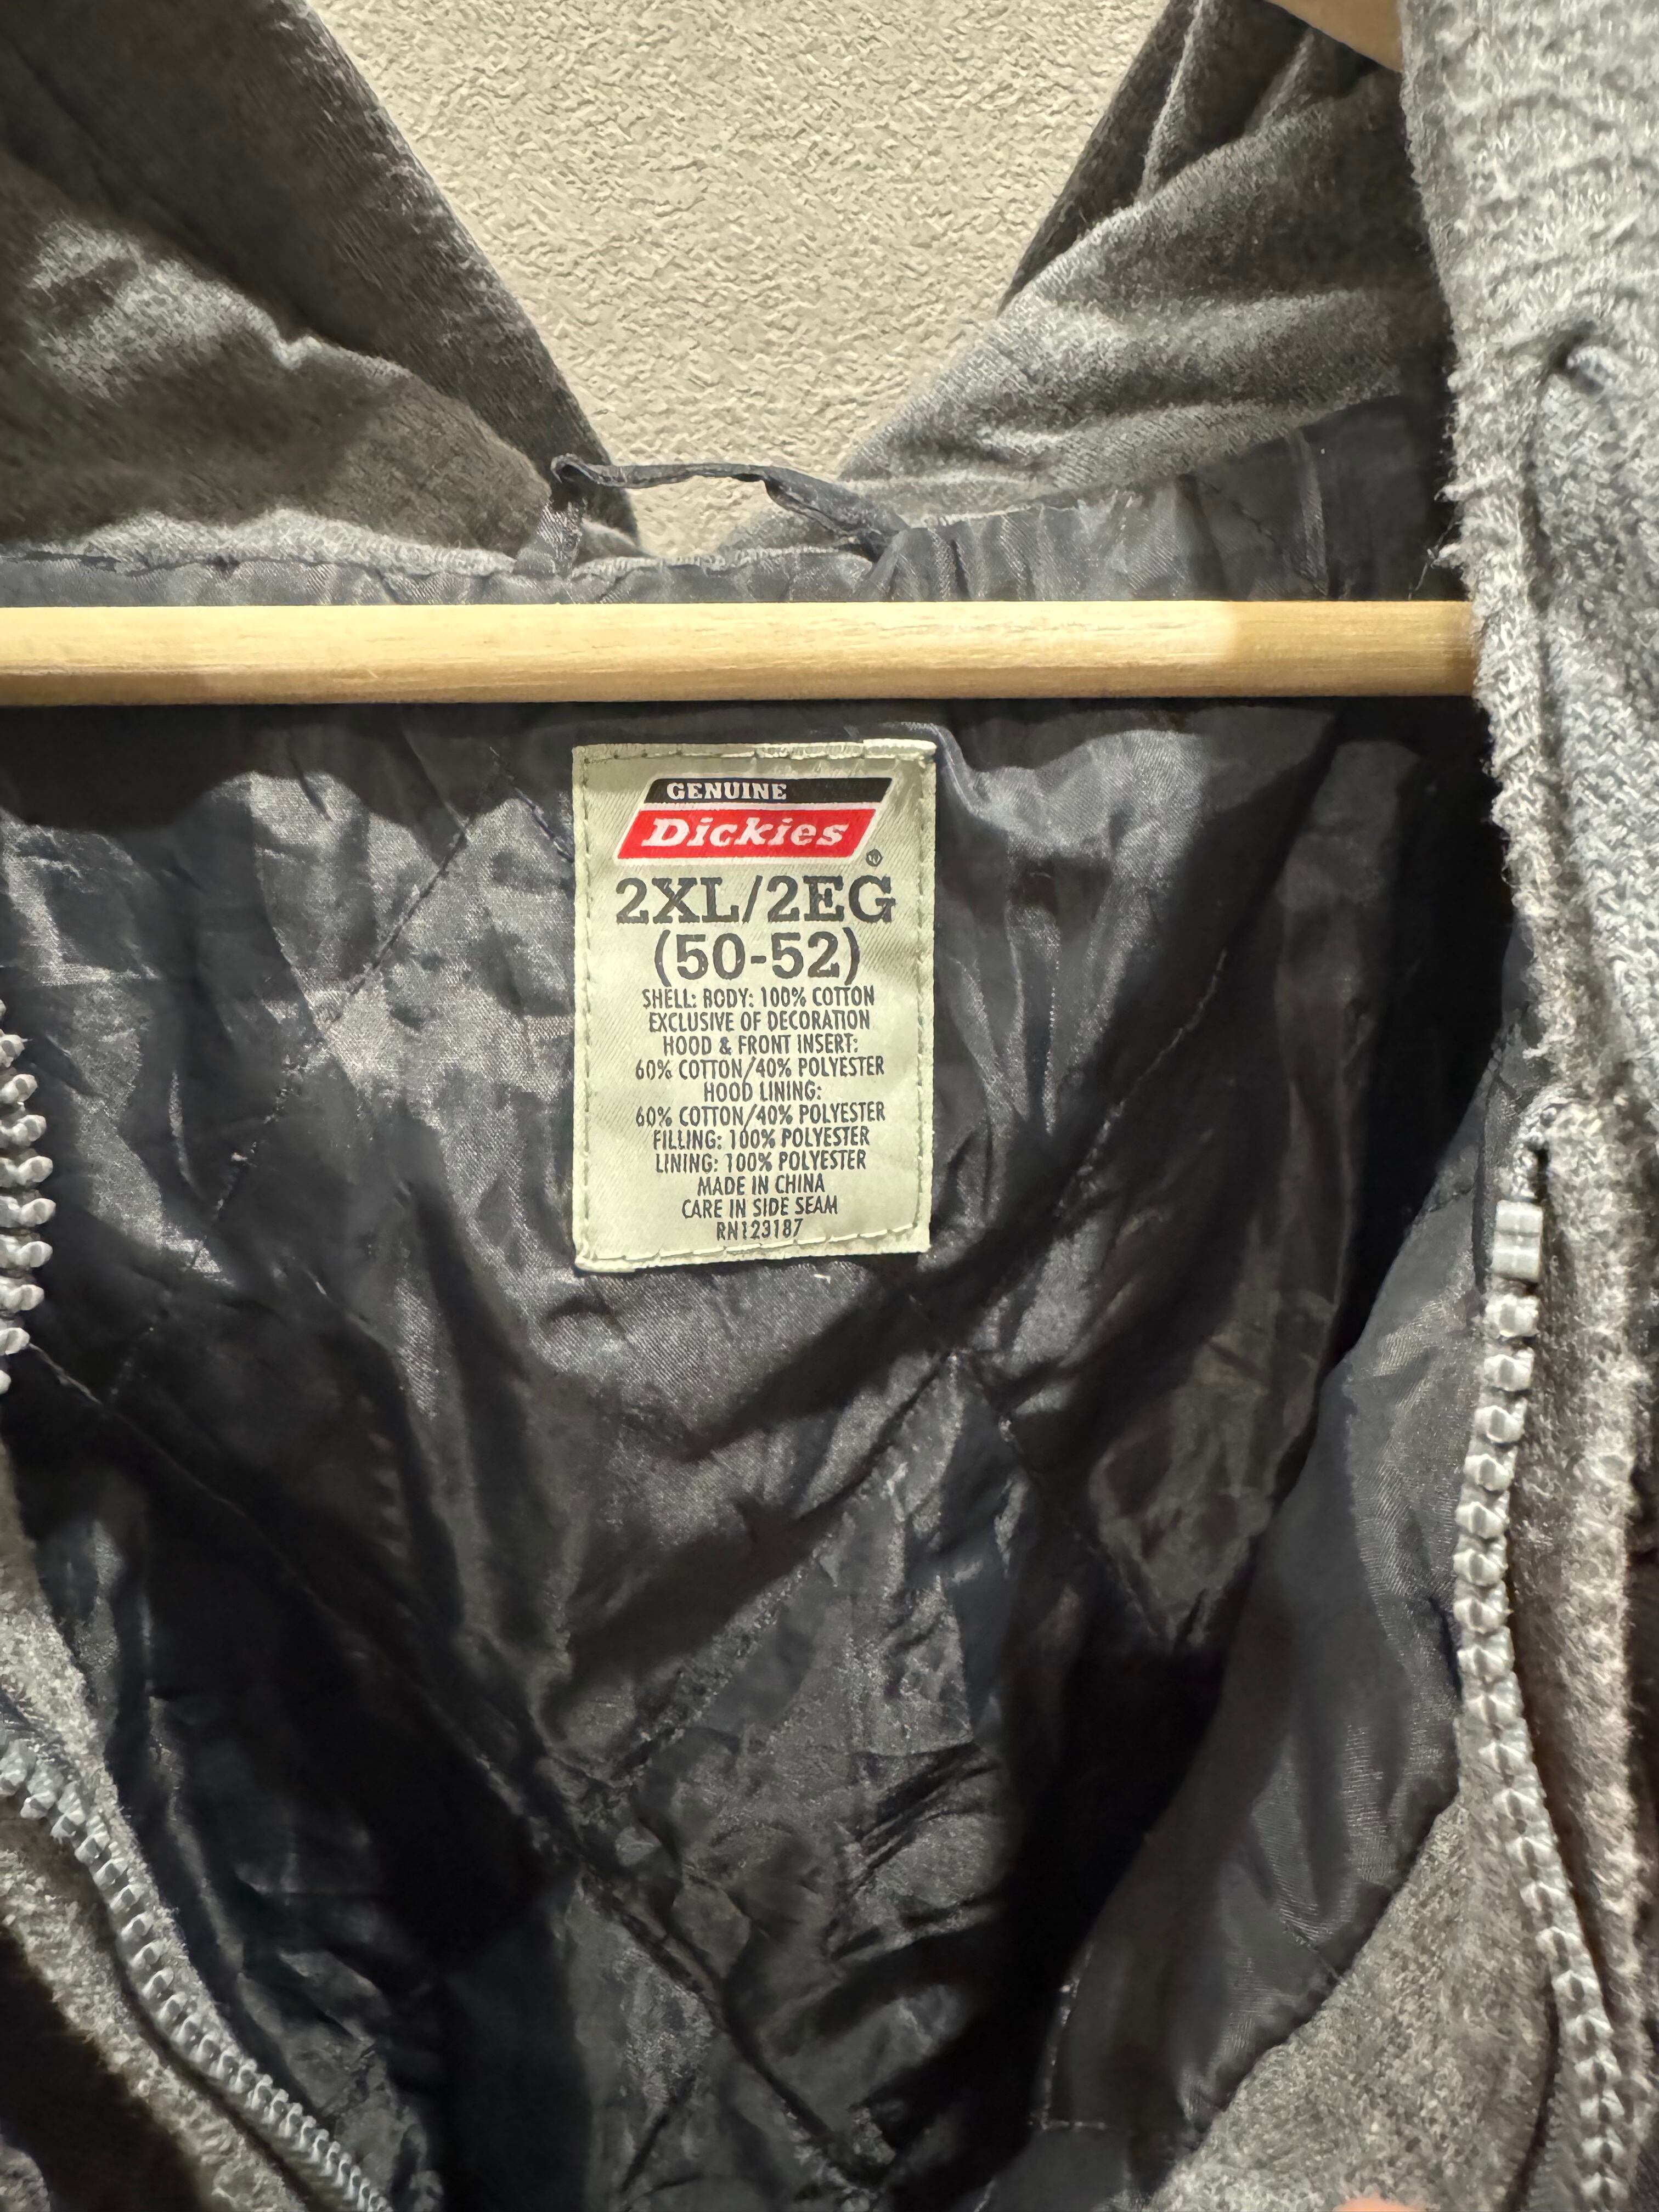 GENUINE
Dickies®
2XL/2EG
(50-52)
SHELL: BODY: 100% COTTON
EXCLUSIVE OF DECORATION
HOOD & FRONT INSERT:
60% COTTON/40% POLYESTER
HOOD LINING:
60% COTTON/40% POLYESTER
FILLING: 100% POLYESTER
LINING: 100% POLYESTER
MADE IN CHINA
CARE IN SIDE SEAM
RN123187